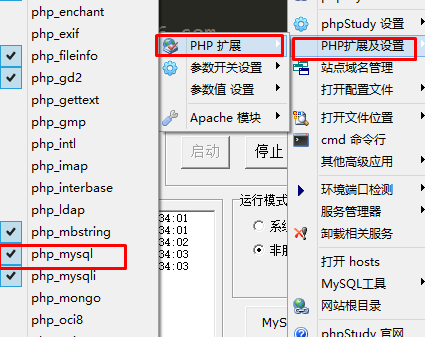 php_enchant
php_exif
php_fileinfo
php_gd2
php_gettext
php_gmp
php_intl
php_imap
php_interbase
php_ldap
php_mbstring
php_mysql
php_mysqli
php_mongo
php_oci8
s.com
PHP 扩展
参数开关设置
参数值 设置
Apache 模块
启动
停止
运行模式
34:01
34:01
34:02
34:03
34:03
系统
MyS
phpStudy 设置
PHP扩展及设置
站点域名管理
打开配置文件
打开文件位置
cmd 命令行
其他高级应用
环境端口检测
服务管理器
卸载相关服务
打开 hosts
MySQL工具
网站根目录
phpStudy 官网